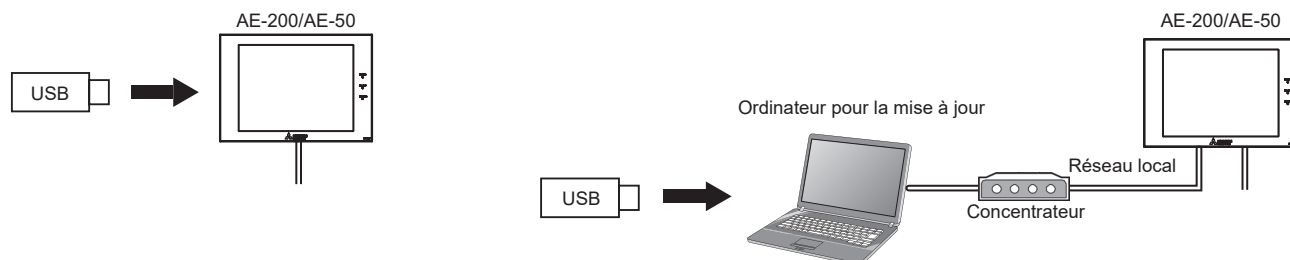 AE-200/AE-50
USB
AE-200/AE-50
Ordinateur pour la mise à jour
USB
Réseau local
Concentrateur